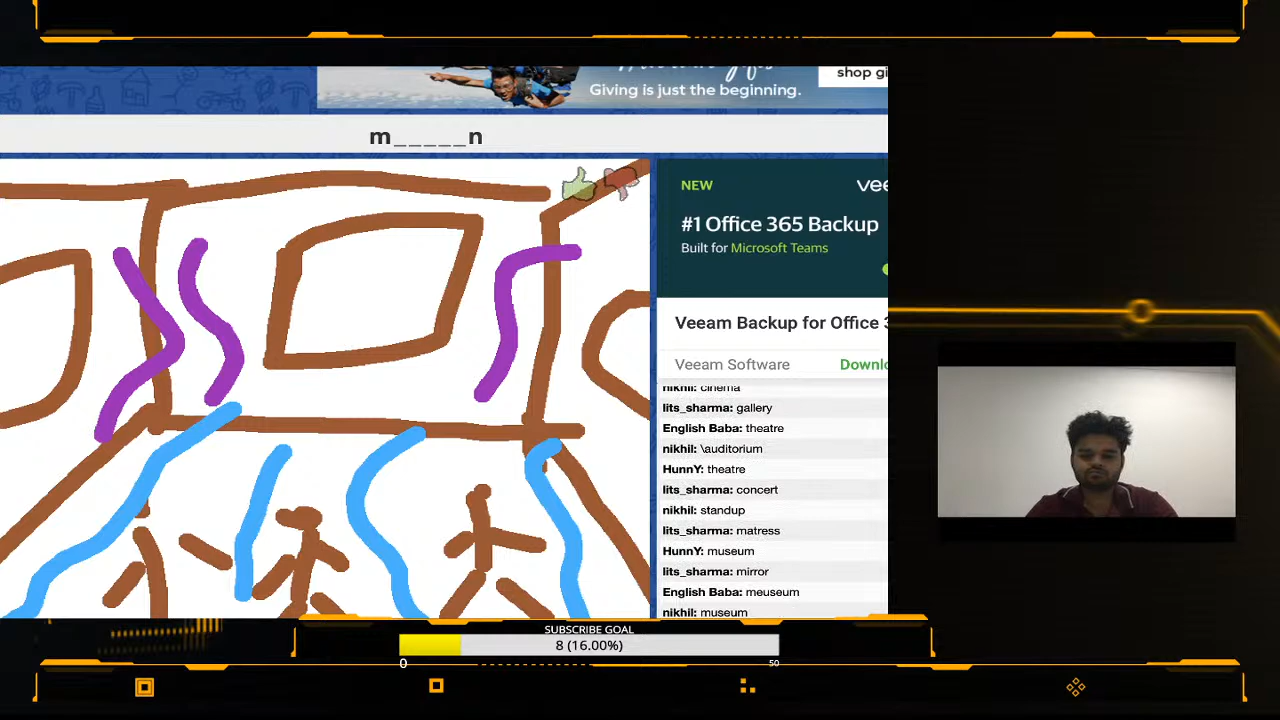 Giving is just the beginning.
shop gi
m_____n
NEW
vee
#1 Office 365 Backup
Built for Microsoft Teams
Veeam Backup for Office 3
Veeam Software
Downlo
nikhil: cinema
lits_sharma: gallery
English Baba: theatre
nikhil: \auditorium
HunnY: theatre
lits_sharma: concert
nikhil: standup
lits_sharma: matress
HunnY: museum
lits_sharma: mirror
English Baba: meuseum
nikhil: museum
SUBSCRIBE GOAL
8 (16.00%)
0
50